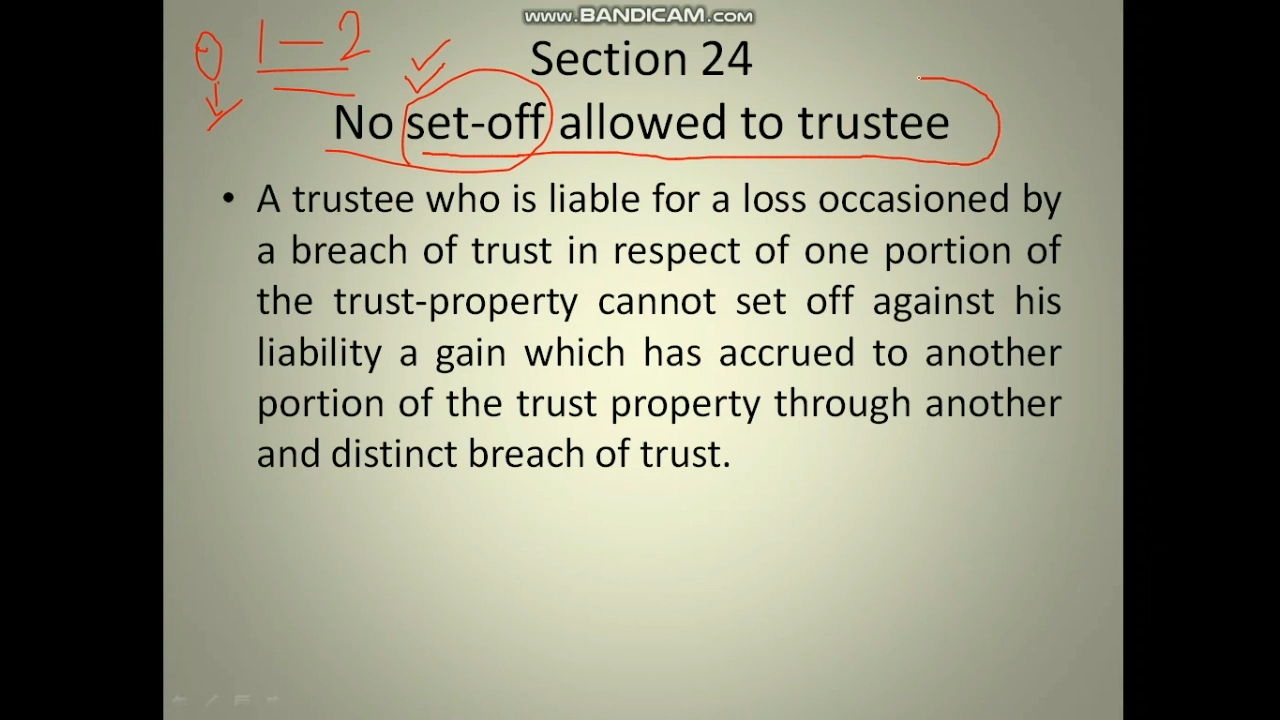 www.BANDICAM.com
1 - 2
Section 24
No set-off allowed to trustee
• A trustee who is liable for a loss occasioned by
a breach of trust in respect of one portion of
the trust-property cannot set off against his
liability a gain which has accrued to another
portion of the trust property through another
and distinct breach of trust.